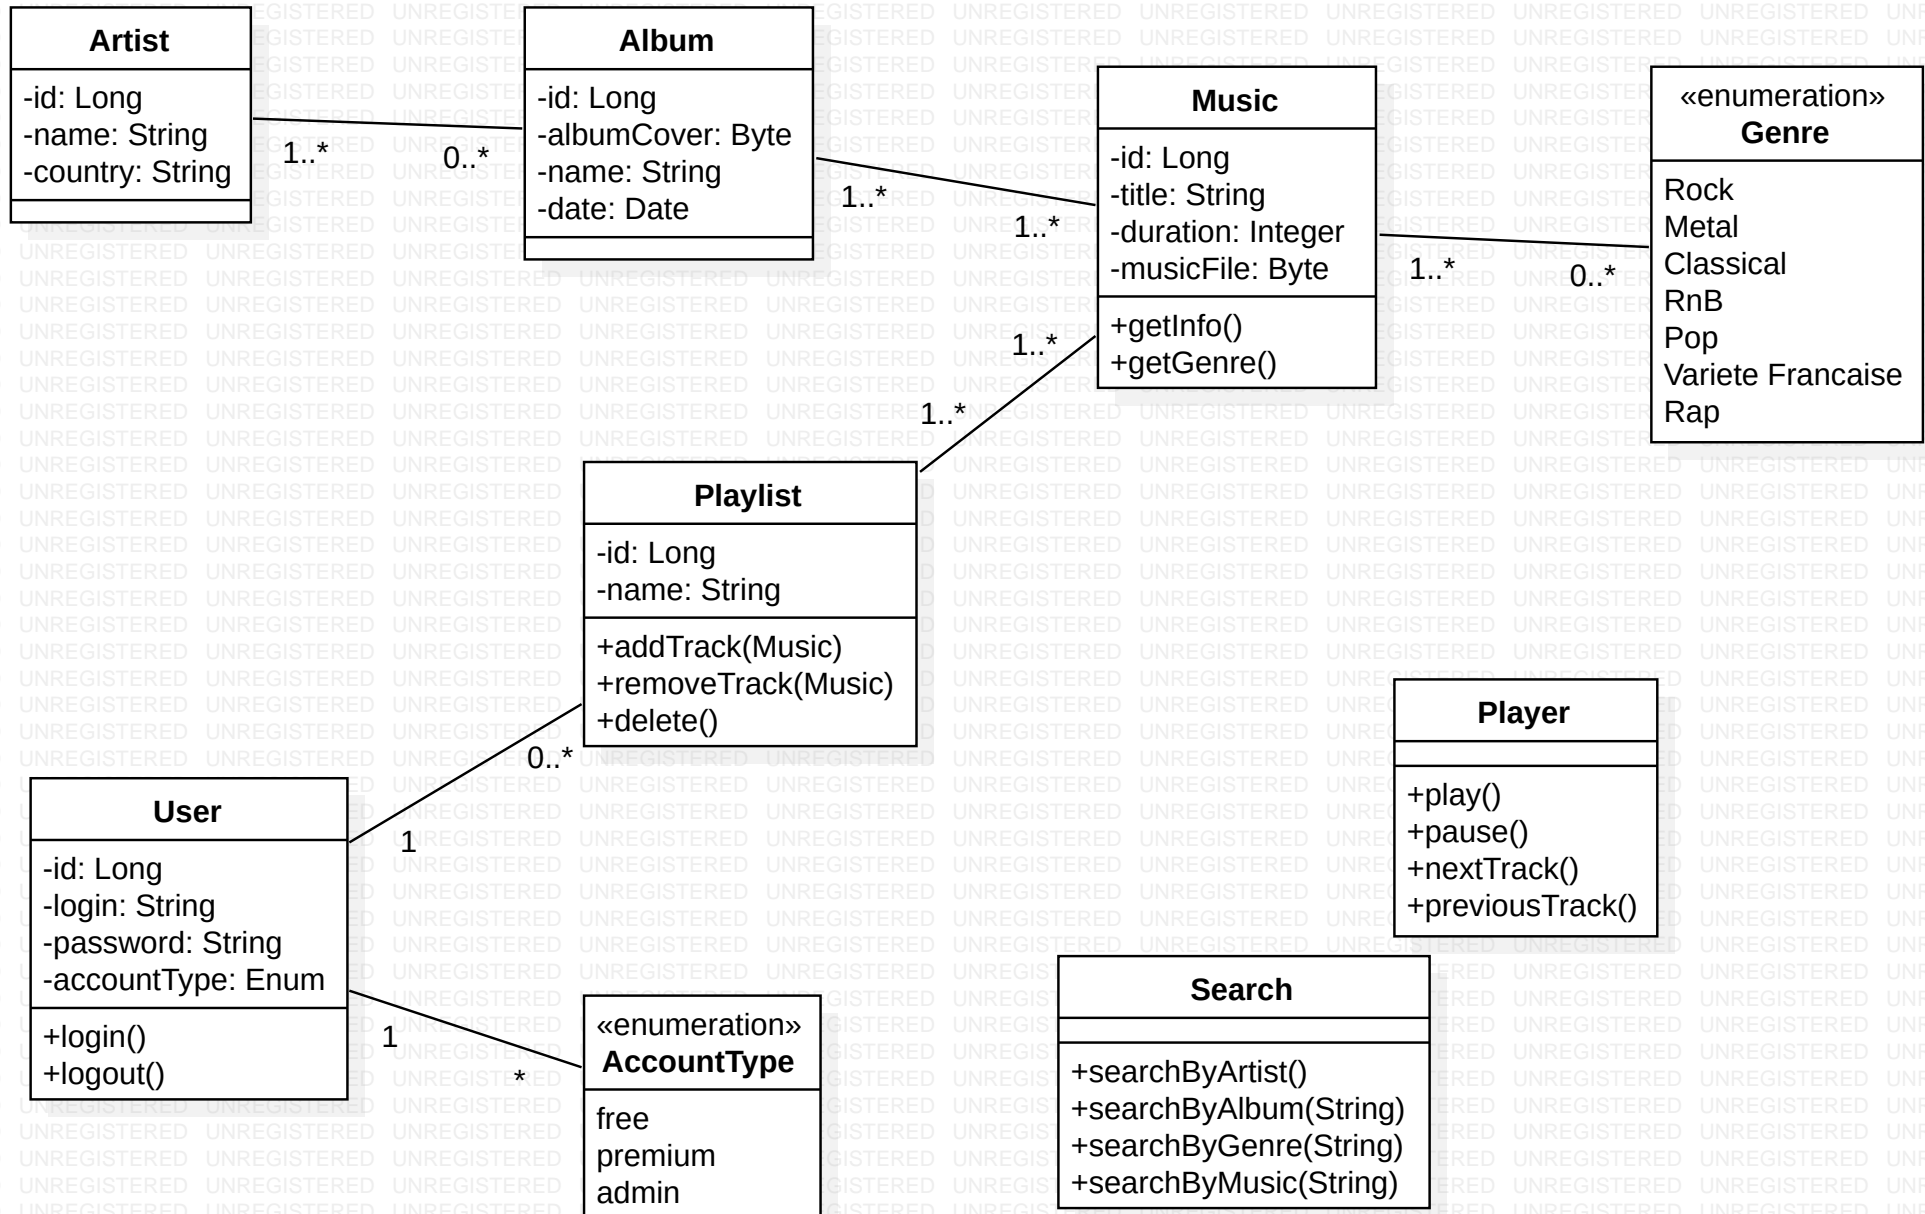 Artist
-id: Long
-name: String
-country: String
1..*
0..*
Album
-id: Long
-albumCover: Byte
-name: String
-date: Date
1..*
1..*
Music
-id: Long
-title: String
-duration: Integer
-musicFile: Byte
+getInfo()
+getGenre()
1..*
0..*
«enumeration»
Genre
Rock
Metal
Classical
RnB
Pop
Variete Francaise
Rap
1..*
1..*
Playlist
-id: Long
-name: String
+addTrack(Music)
+removeTrack(Music)
+delete()
0..*
1
User
-id: Long
-login: String
-password: String
-accountType: Enum
+login()
+logout()
1
*
«enumeration»
AccountType
free
premium
admin
Player
+play()
+pause()
+nextTrack()
+previousTrack()
Search
+searchByArtist()
+searchByAlbum(String)
+searchByGenre(String)
+searchByMusic(String)
UNREGISTERED